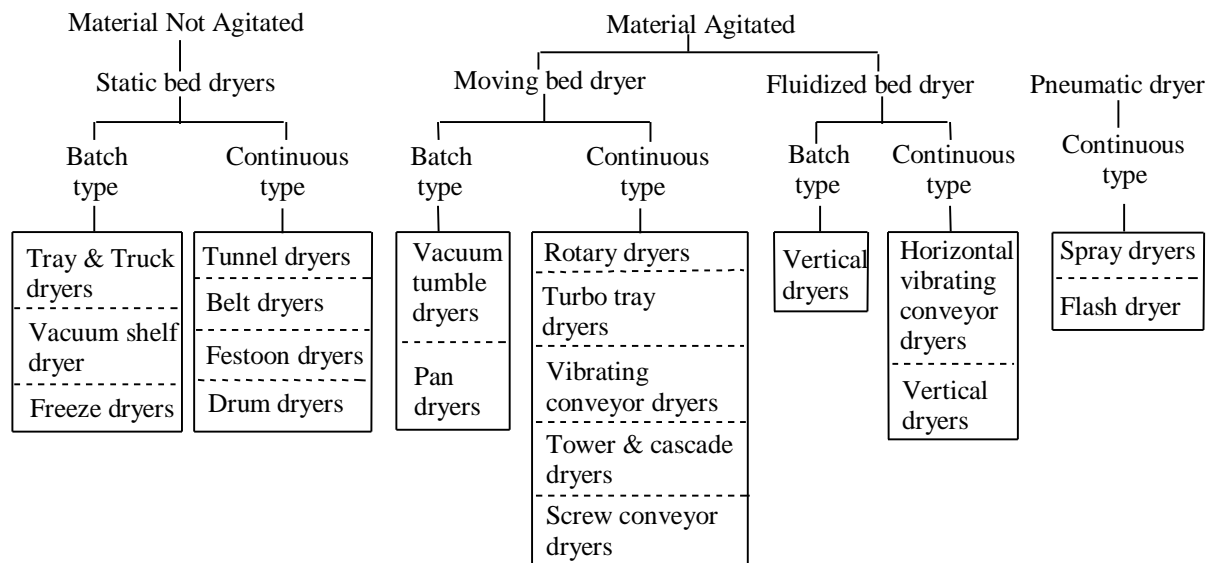 Material Not Agitated
Material Agitated
Static bed dryers
Moving bed dryer
Fluidized bed dryer
Pneumatic dryer
Batch
type
Continuous
type
Batch
type
Continuous
type
Batch
type
Continuous
type
Continuous
type
Tray & Truck
dryers
Vacuum shelf
dryer
Freeze dryers
Tunnel dryers
Belt dryers
Festoon dryers
Drum dryers
Vacuum
tumble
dryers
Pan
dryers
Rotary dryers
Turbo tray
dryers
Vibrating
conveyor dryers
Tower & cascade
dryers
Screw conveyor
dryers
Vertical
dryers
Horizontal
vibrating
conveyor
dryers
Vertical
dryers
Spray dryers
Flash dryer